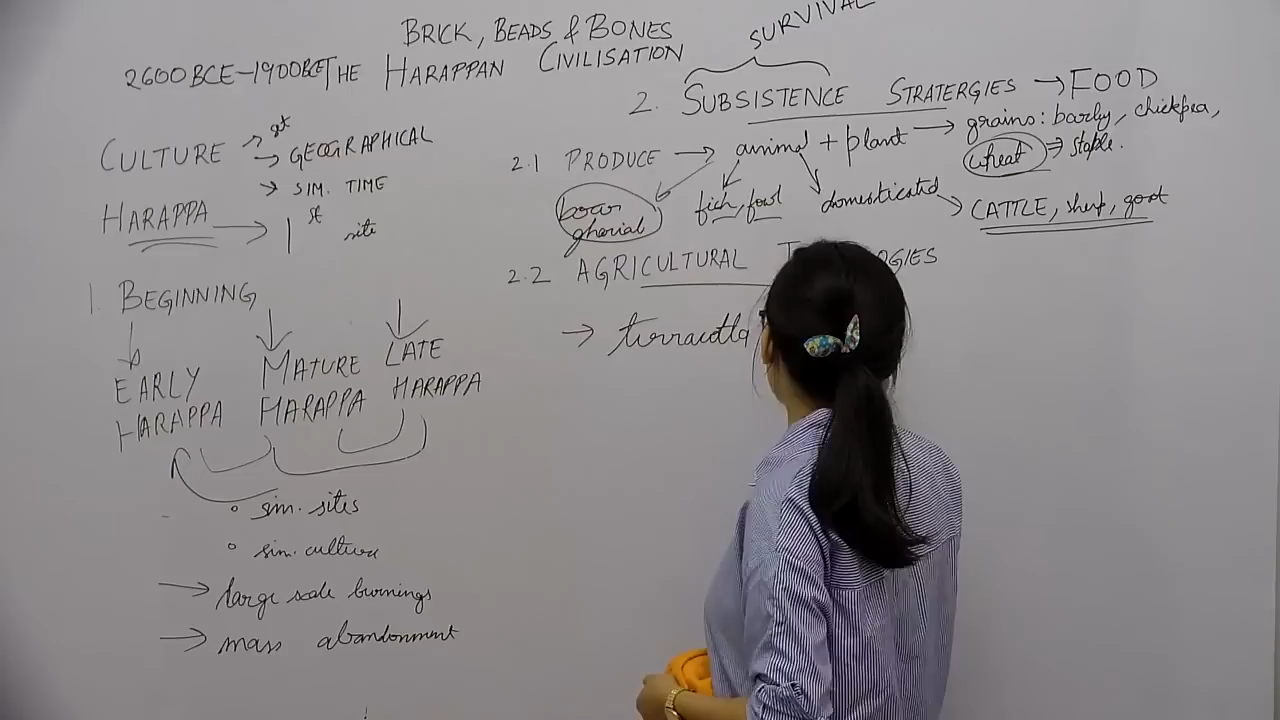 BRICK, BEADS & BONES
2600BCE-1900BCE THE HARAPPAN CIVILISATION
CULTURE → gt
→ GEOGRAPHICAL
→ SIM. TIME
HARAPPA → 1st site
1. BEGINNING
EARLY HARAPPA
MATURE HARAPPA
LATE HARAPPA
sim. sites
sim. culture
→ large scale burnings
→ mass abandonment
SURVIVAL
2. SUBSISTENCE STRATERGIES → FOOD
2.1 PRODUCE → animal + plant → grains: barly, chickpea,
wheat ⇒ staple.
boar
gharial
fish, fowl
domesticated → CATTLE, sheep, goat
2.2 AGRICULTURAL
→ terracotta